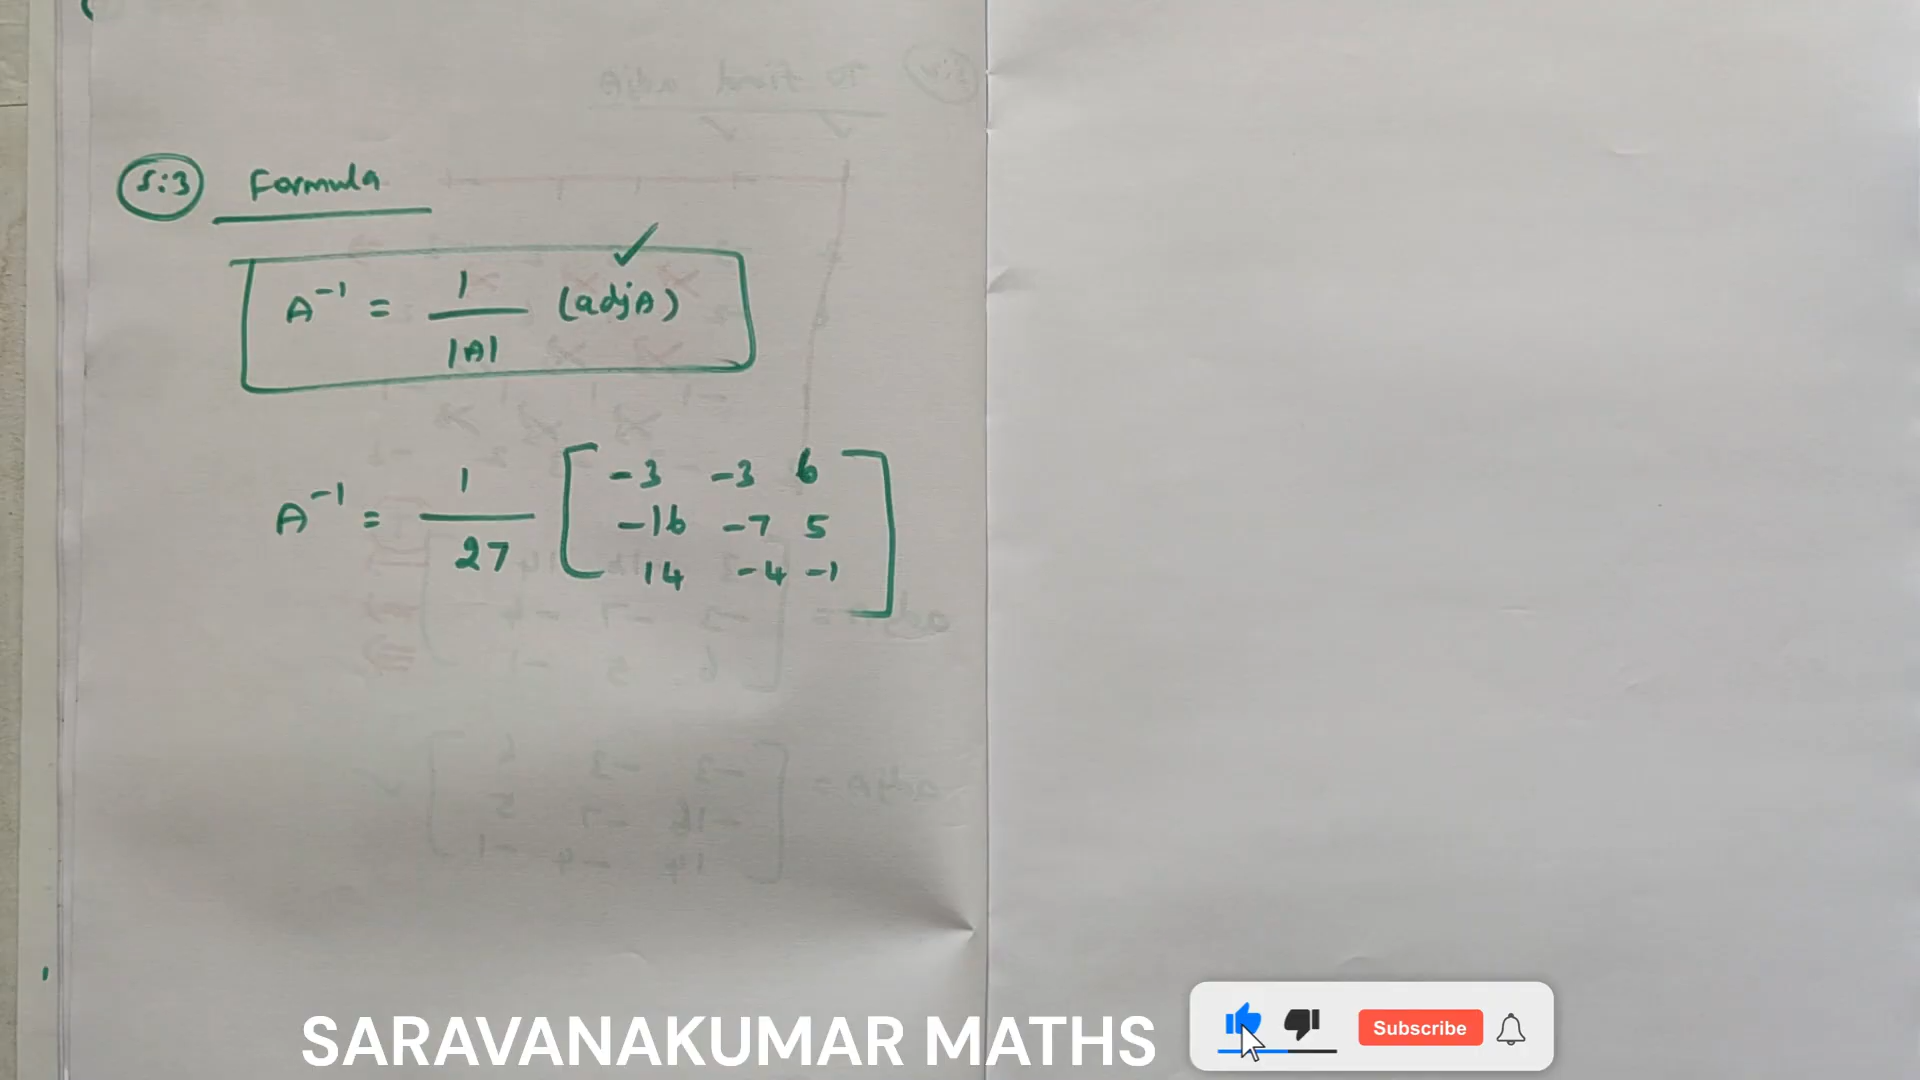 S:3 Formula
A⁻¹ = 1/|A| (adjA) ✓
A⁻¹ = 1/27 [ -3 -3 6
-16 -7 5
14 -4 -1 ]
SARAVANAKUMAR MATHS
Subscribe